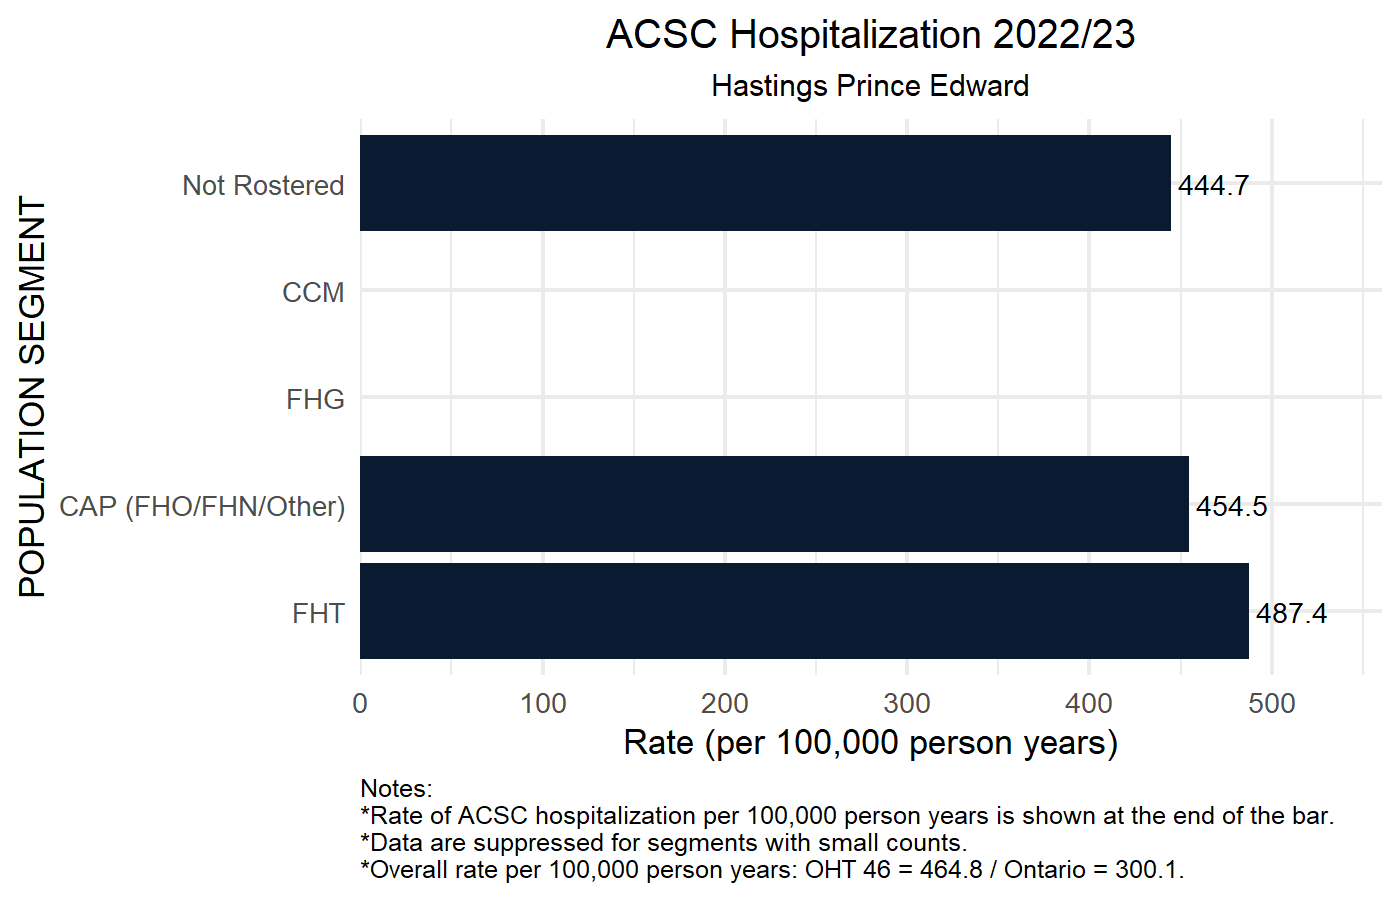 ACSC Hospitalization 2022/23
Hastings Prince Edward
POPULATION SEGMENT
Not Rostered
444.7
CCM
FHG
CAP (FHO/FHN/Other)
454.5
FHT
487.4
0 100 200 300 400 500
Rate (per 100,000 person years)
Notes:
*Rate of ACSC hospitalization per 100,000 person years is shown at the end of the bar.
*Data are suppressed for segments with small counts.
*Overall rate per 100,000 person years: OHT 46 = 464.8 / Ontario = 300.1.